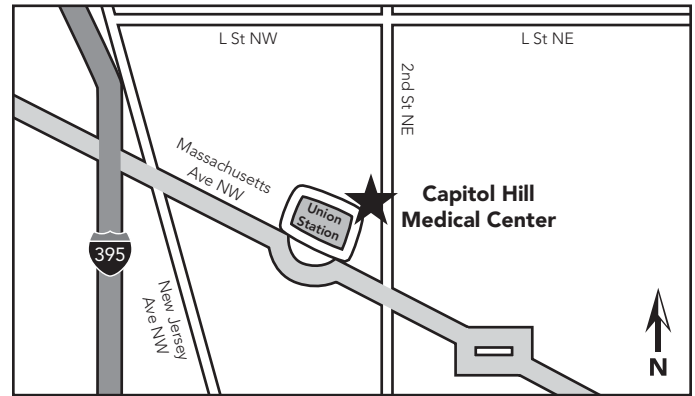 L St NW
L St NE
2nd St NE
Massachusetts
Ave NW
Union
Station
Capitol Hill
Medical Center
395
New Jersey
Ave NW
N